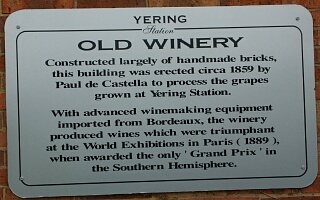 YERING
Station
OLD WINERY
Constructed largely of handmade bricks,
this building was erected circa 1859 by
Paul de Castella to process the grapes
grown at Yering Station.
With advanced winemaking equipment
imported from Bordeaux, the winery
produced wines which were triumphant
at the World Exhibitions in Paris ( 1889 ),
when awarded the only ' Grand Prix ' in
the Southern Hemisphere.